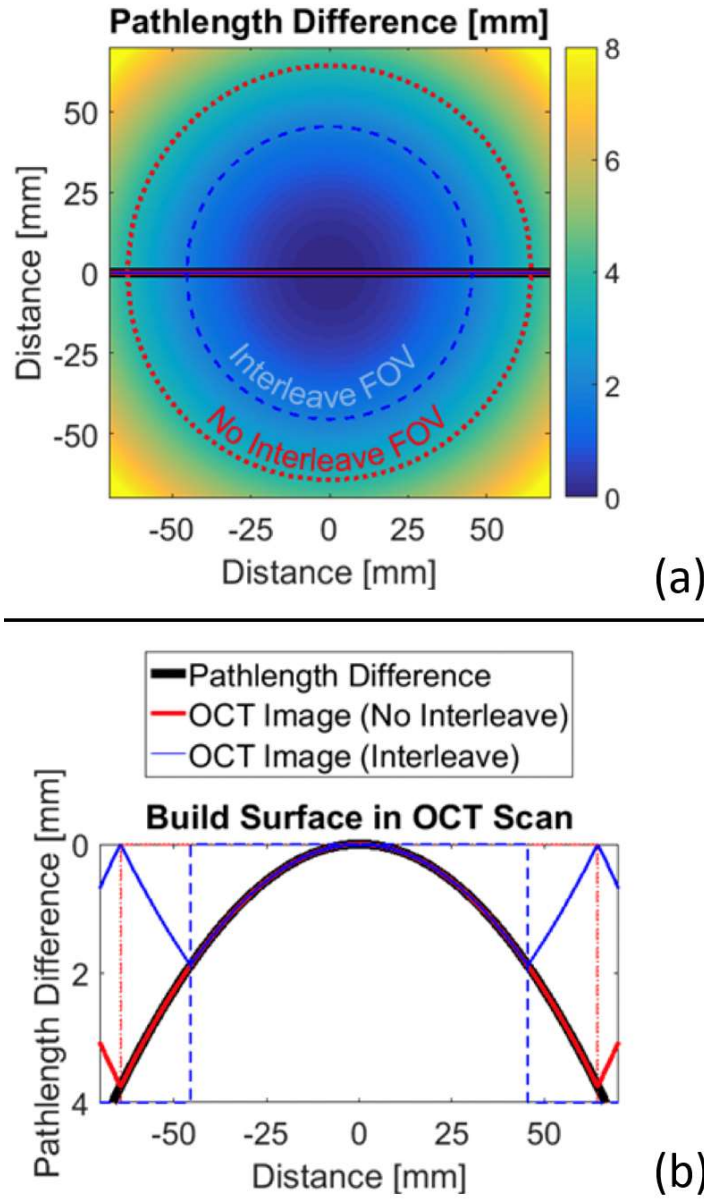 Pathlength Difference [mm]
50
25
0
-25
-50
Distance [mm]
Interleave FOV
No Interleave FOV
-50 -25 0 25 50
Distance [mm]
8
6
4
2
0
(a)
Pathlength Difference
OCT Image (No Interleave)
OCT Image (Interleave)
Build Surface in OCT Scan
Pathlength Difference [mm]
0
2
4
-50 -25 0 25 50
Distance [mm]
(b)